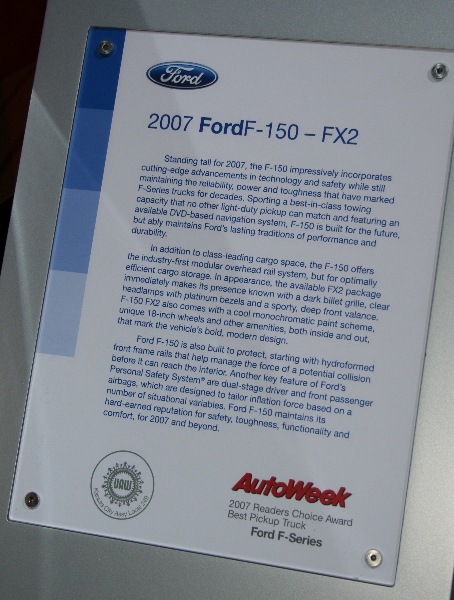 Ford
2007 FordF-150 – FX2
Standing tall for 2007, the F-150 impressively incorporates
cutting-edge advancements in technology and safety while still
maintaining the reliability, power and toughness that have marked
F-Series trucks for decades. Sporting a best-in-class towing
capacity that no other light-duty pickup can match and featuring an
available DVD-based navigation system, F-150 is built for the future,
but ably maintains Ford's lasting traditions of performance and
durability.
In addition to class-leading cargo space, the F-150 offers
the industry-first modular overhead rail system, but for optimally
efficient cargo storage. In appearance, the available FX2 package
immediately makes its presence known with a dark billet grille, clear
headlamps with platinum bezels and a sporty, deep front valance.
F-150 FX2 also comes with a cool monochromatic paint scheme,
unique 18-inch wheels and other amenities, both inside and out,
that mark the vehicle's bold, modern design.
Ford F-150 is also built to protect, starting with hydroformed
front frame rails that help manage the force of a potential collision
before it can reach the interior. Another key feature of Ford's
Personal Safety System® are dual-stage driver and front passenger
airbags, which are designed to tailor inflation force based on a
number of situational variables. Ford F-150 maintains its
hard-earned reputation for safety, toughness, functionality and
comfort, for 2007 and beyond.
UAW
Kansas City Assy Local 249
AutoWeek
2007 Readers Choice Award
Best Pickup Truck
Ford F-Series